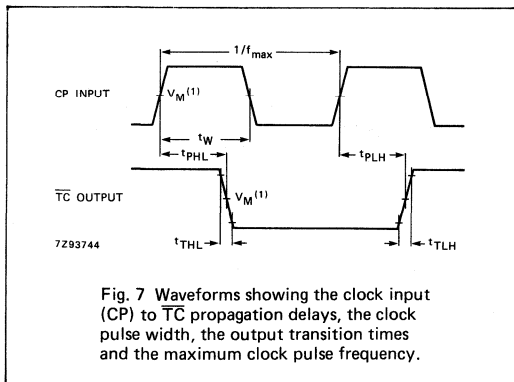 1/fmax
CP INPUT
VM(1)
tW
tPHL
tPLH
TC OUTPUT
VM(1)
7Z93744
tTHL
tTLH
Fig. 7 Waveforms showing the clock input
(CP) to TC propagation delays, the clock
pulse width, the output transition times
and the maximum clock pulse frequency.